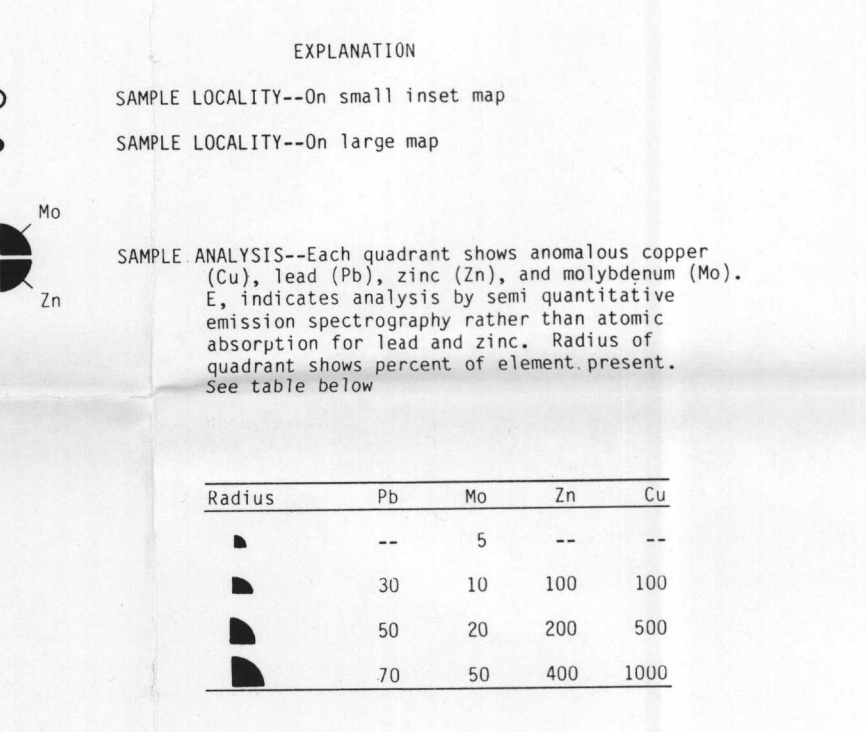 EXPLANATION
SAMPLE LOCALITY--On small inset map
SAMPLE LOCALITY--On large map
Mo
Zn
SAMPLE ANALYSIS--Each quadrant shows anomalous copper
(Cu), lead (Pb), zinc (Zn), and molybdenum (Mo).
E, indicates analysis by semi quantitative
emission spectrography rather than atomic
absorption for lead and zinc. Radius of
quadrant shows percent of element present.
See table below
Radius Pb Mo Zn Cu
-- 5 -- --
30 10 100 100
50 20 200 500
70 50 400 1000